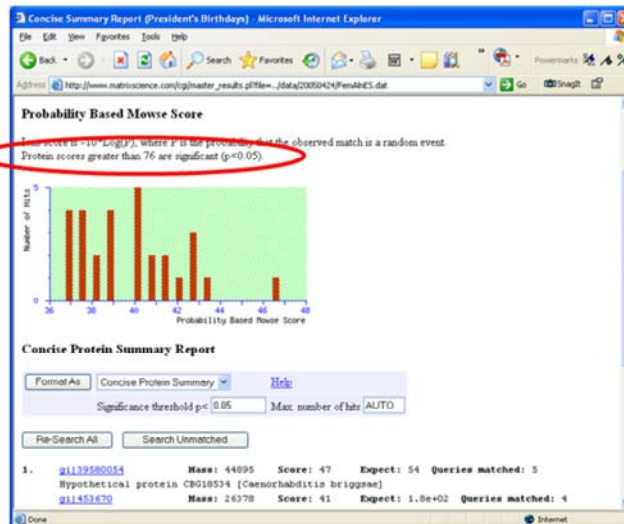 Concise Summary Report (President's Birthdays) - Microsoft Internet Explorer
File Edit View Favorites Tools Help
Back Search Favorites Powermarks
Address http://www.matrixscience.com/cgi/master_results.pl?file=../data/20050424/FemAlnES.dat Go SnagIt
Probability Based Mowse Score
Ions score is -10*Log(P), where P is the probability that the observed match is a random event.
Protein scores greater than 76 are significant (p<0.05).
Number of Hits
5
0
36 38 40 42 44 46 48
Probability Based Mowse Score
Concise Protein Summary Report
Format As Concise Protein Summary Help
Significance threshold p< 0.05 Max. number of hits AUTO
Re-Search All Search Unmatched
1. gi|39580054 Mass: 44895 Score: 47 Expect: 54 Queries matched: 5
Hypothetical protein CBG18534 [Caenorhabditis briggsae]
gi|453670 Mass: 26378 Score: 41 Expect: 1.8e+02 Queries matched: 4
Done Internet